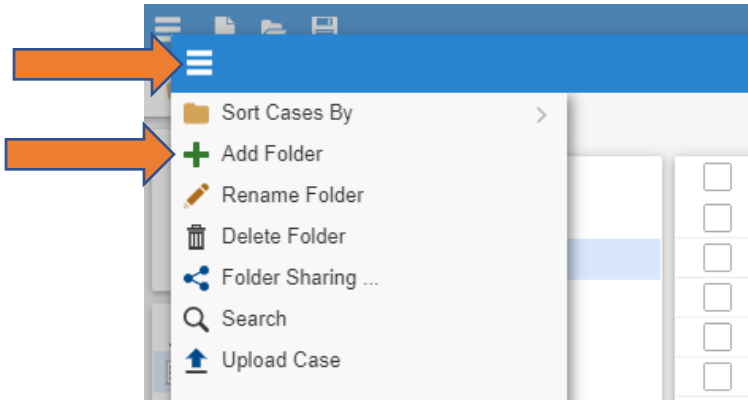 Sort Cases By
Add Folder
Rename Folder
Delete Folder
Folder Sharing ...
Search
Upload Case